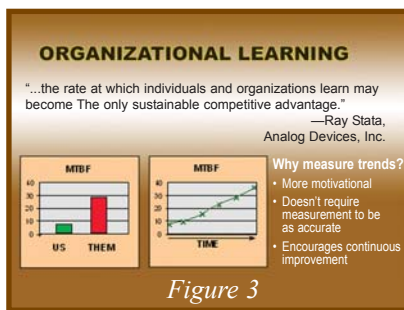 ORGANIZATIONAL LEARNING
"...the rate at which individuals and organizations learn may
become The only sustainable competitive advantage."
—Ray Stata,
Analog Devices, Inc.
MTBF
40
30
20
10
0
US THEM
MTBF
40
30
20
10
0
TIME
Why measure trends?
• More motivational
• Doesn't require
measurement to be
as accurate
• Encourages continuous
improvement
Figure 3